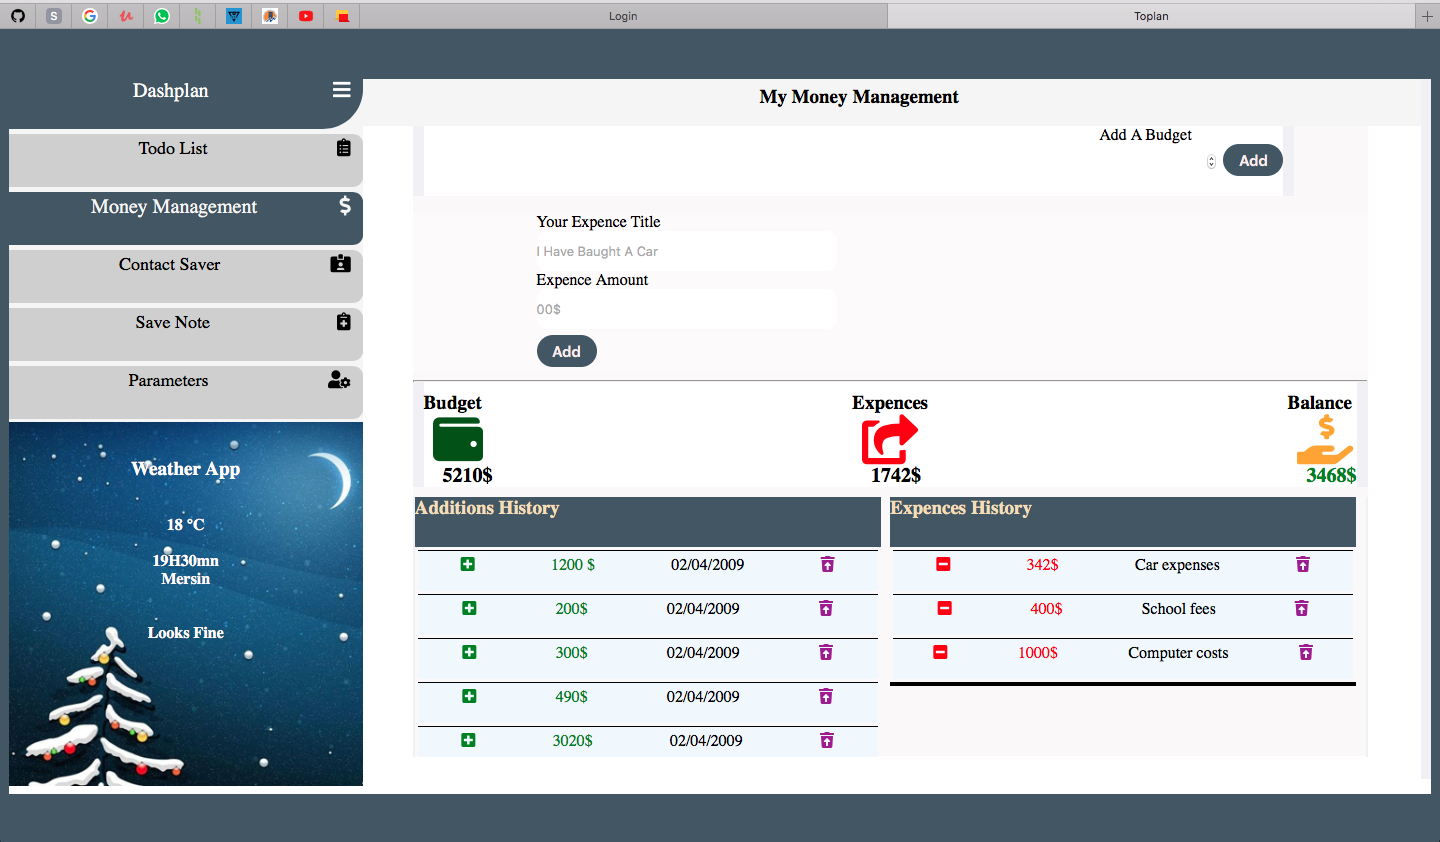 S
Login
Toplan
Dashplan
Todo List
Money Management
Contact Saver
Save Note
Parameters
Weather App
18 °C
19H30mn
Mersin
Looks Fine
My Money Management
Add A Budget
Add
Your Expence Title
I Have Baught A Car
Expence Amount
00$
Add
Budget Expences Balance
5210$ 1742$ 3468$
Additions History
1200 $ 02/04/2009
200$ 02/04/2009
300$ 02/04/2009
490$ 02/04/2009
3020$ 02/04/2009
Expences History
342$ Car expenses
400$ School fees
1000$ Computer costs